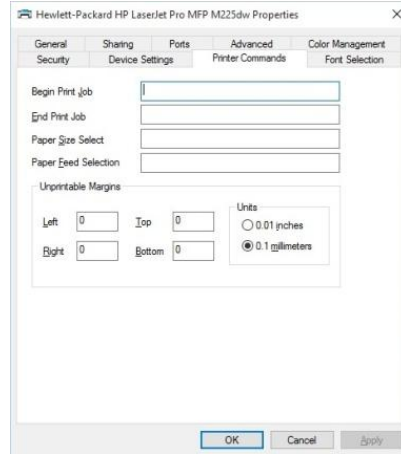 Hewlett-Packard HP LaserJet Pro MFP M225dw Properties
General Sharing Ports Advanced Color Management
Security Device Settings Printer Commands Font Selection
Begin Print Job
End Print Job
Paper Size Select
Paper Feed Selection
Unprintable Margins
Units
Left 0 Top 0 0.01 inches
Right 0 Bottom 0 0.1 millimeters
OK Cancel Apply